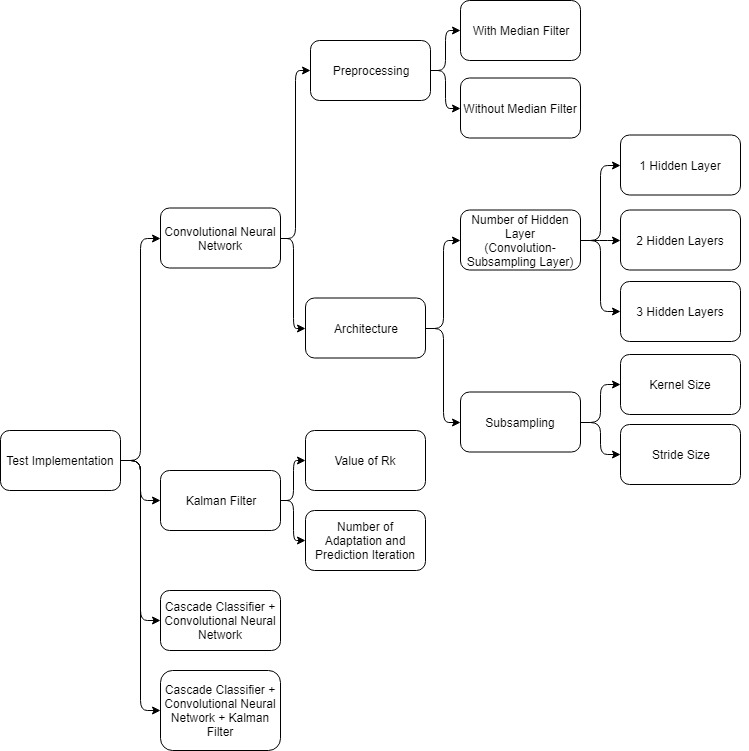 With Median Filter
Preprocessing
Without Median Filter
1 Hidden Layer
Convolutional Neural
Network
Number of Hidden
Layer
(Convolution-
Subsampling Layer)
2 Hidden Layers
3 Hidden Layers
Architecture
Kernel Size
Subsampling
Stride Size
Test Implementation
Value of Rk
Kalman Filter
Number of
Adaptation and
Prediction Iteration
Cascade Classifier +
Convolutional Neural
Network
Cascade Classifier +
Convolutional Neural
Network + Kalman
Filter